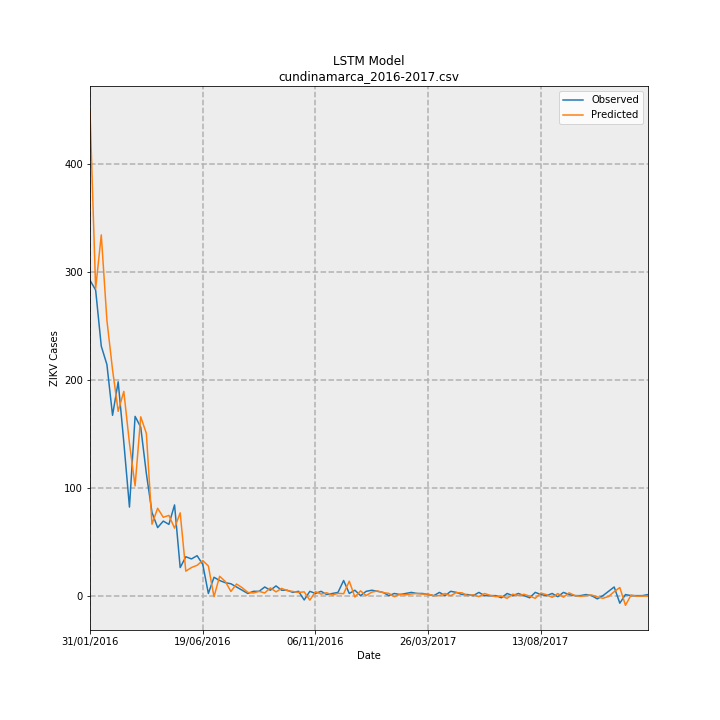 LSTM Model
cundinamarca_2016-2017.csv
Observed
Predicted
400
300
200
100
0
ZIKV Cases
31/01/2016
19/06/2016
06/11/2016
26/03/2017
13/08/2017
Date